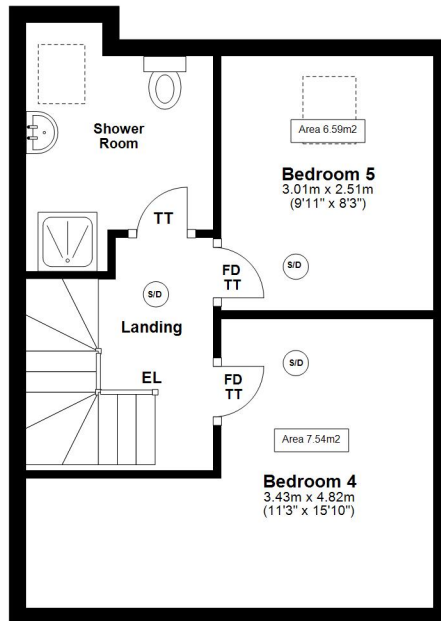 Shower
Room
TT
Area 6.59m2
Bedroom 5
3.01m x 2.51m
(9'11" x 8'3")
FD
TT
S/D
S/D
Landing
EL
FD
TT
S/D
Area 7.54m2
Bedroom 4
3.43m x 4.82m
(11'3" x 15'10")